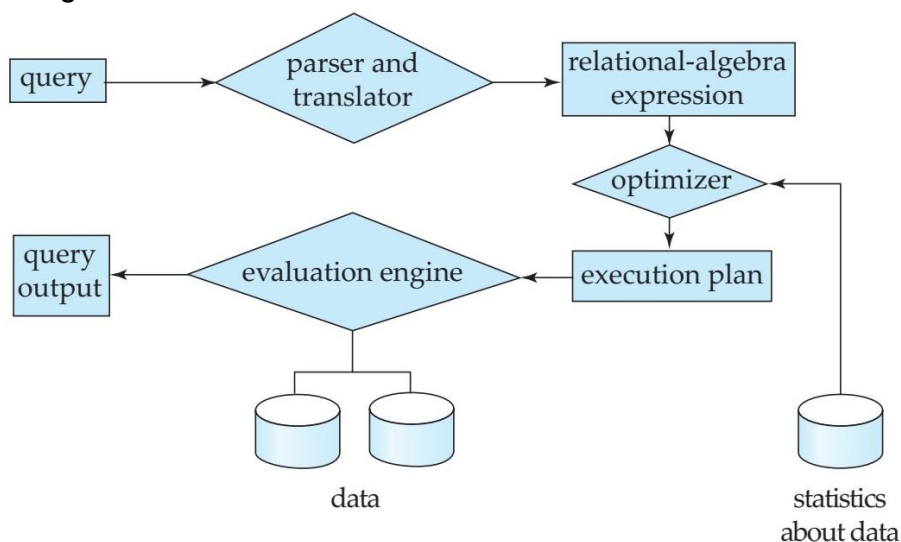 query
parser and
translator
relational-algebra
expression
optimizer
query
output
evaluation engine
execution plan
data
statistics
about data